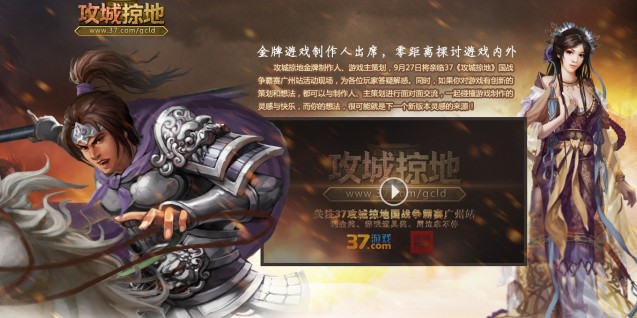 攻城掠地
www.37.com/gcld
金牌游戏制作人出席，零距离探讨游戏内外
攻城掠地金牌制作人、游戏主策划，9月27日将亲临37《攻城掠地》国战
争霸赛广州站活动现场，为各位玩家答疑解惑。同时，如果你对游戏有创新的
策划和想法，都可以与制作人、主策划进行面对面交流，一起碰撞游戏制作的
灵感与快乐，而你的想法，很可能就是下一个新版本灵感的来源！
攻城掠地
www.37.com/gcld
37攻城掠地国战争霸赛广州站
37游戏
.com